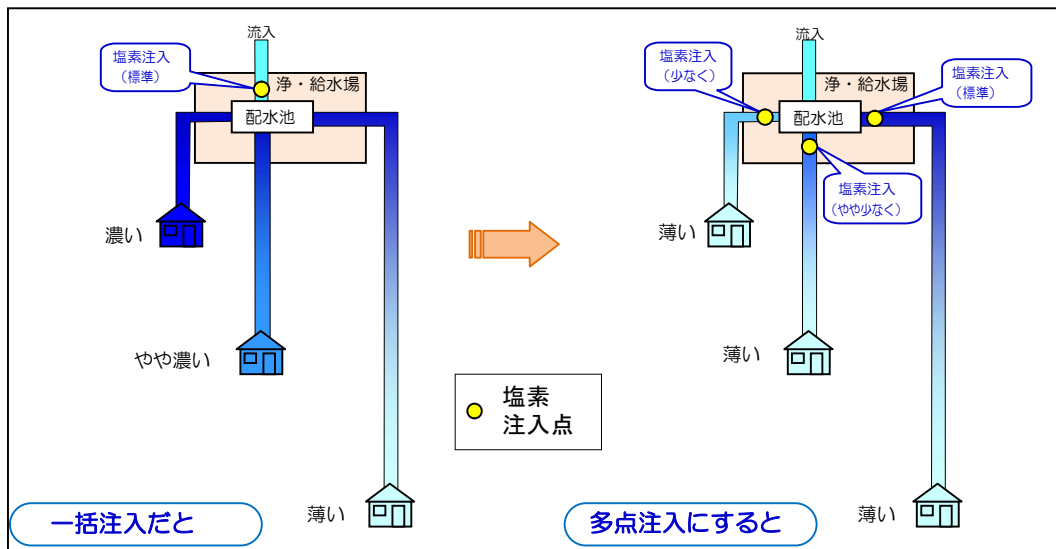 流入
塩素注入
（標準）
浄・給水場
配水池
濃い
やや濃い
薄い
一括注入だと
塩素
注入点
流入
塩素注入
（少なく）
浄・給水場
塩素注入
（標準）
配水池
塩素注入
（やや少なく）
薄い
薄い
薄い
多点注入にすると